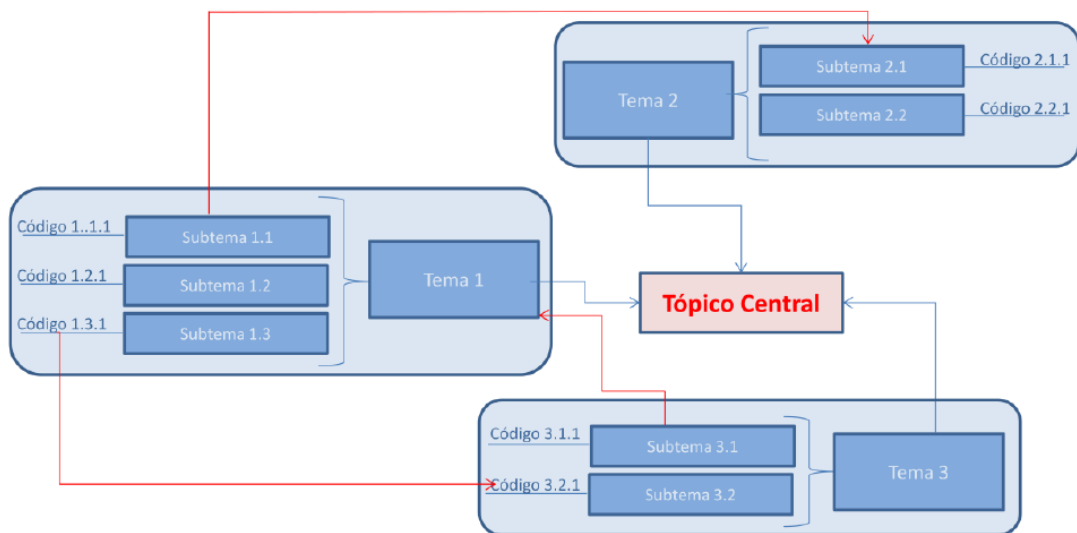 Subtema 2.1
Código 2.1.1
Tema 2
Subtema 2.2
Código 2.2.1
Código 1..1.1
Subtema 1.1
Código 1.2.1
Subtema 1.2
Tema 1
Código 1.3.1
Subtema 1.3
Tópico Central
Código 3.1.1
Subtema 3.1
Tema 3
Código 3.2.1
Subtema 3.2